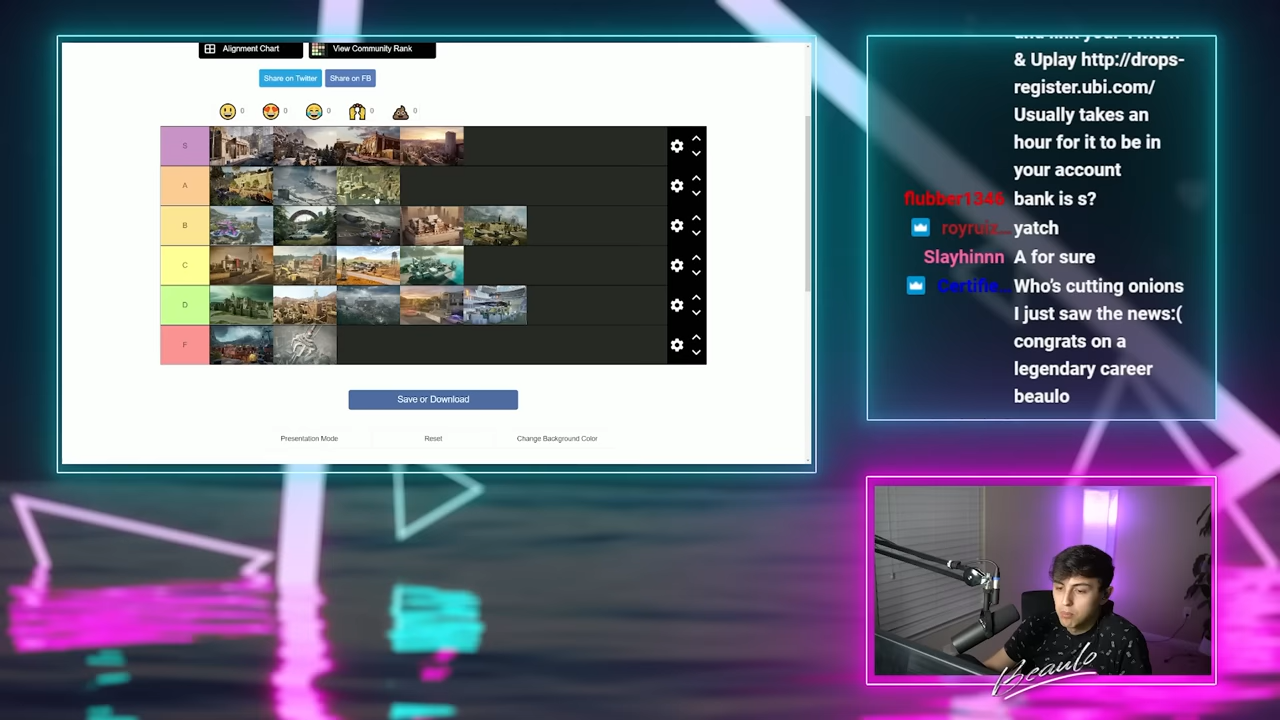 Alignment Chart
View Community Rank
Share on Twitter
Share on FB
0
0
0
0
0
S
A
B
C
D
F
Save or Download
Presentation Mode
Reset
Change Background Color
& Uplay http://drops-
register.ubi.com/
Usually takes an
hour for it to be in
your account
flubber1346 bank is s?
royruiz... yatch
Slayhinnn A for sure
Certifie... Who's cutting onions
I just saw the news:(
congrats on a
legendary career
beaulo
Beaulo